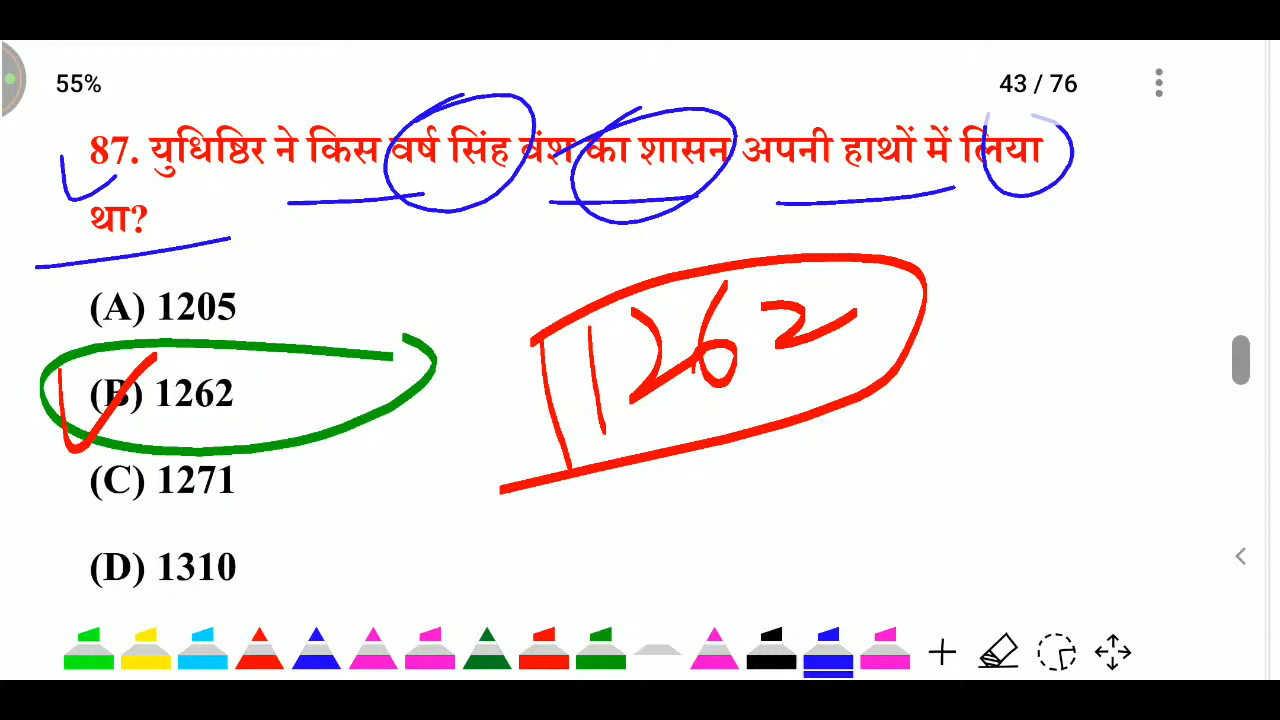 55%
43 / 76
87. युधिष्ठिर ने किस वर्ष सिंह वंश का शासन अपनी हाथों में लिया
था?
(A) 1205
1262
(B) 1262
(C) 1271
(D) 1310